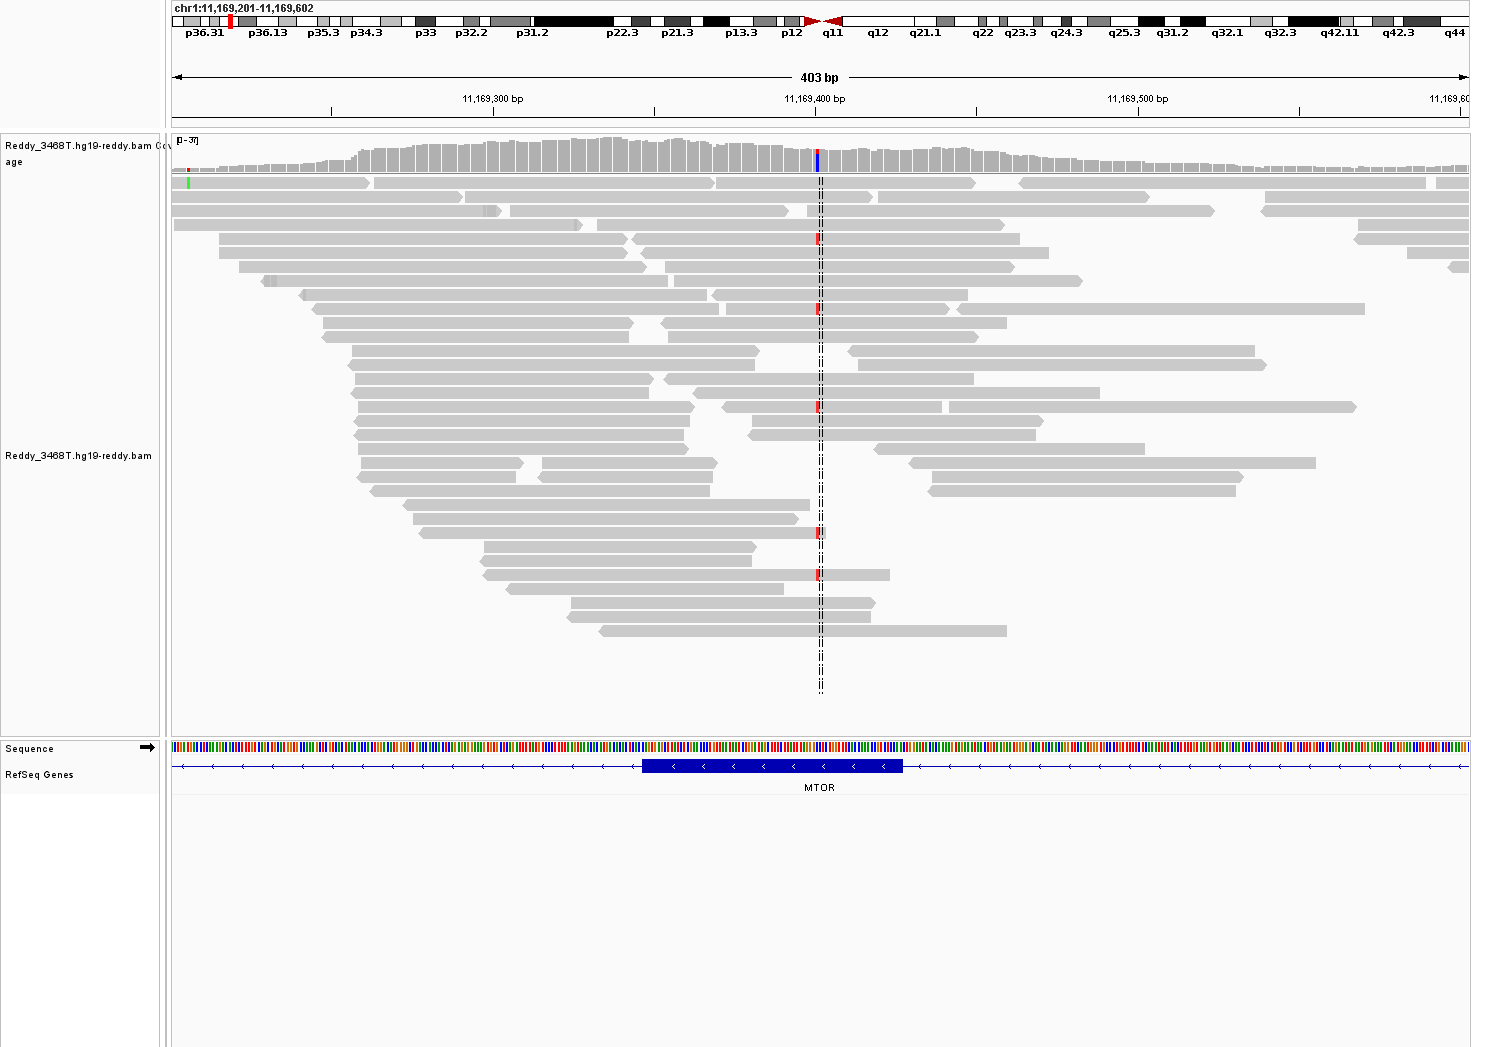 chr1:11,169,201-11,169,602
p36.31 p36.13 p35.3 p34.3 p33 p32.2 p31.2 p22.3 p21.3 p13.3 p12 q11 q12 q21.1 q22 q23.3 q24.3 q25.3 q31.2 q32.1 q32.3 q42.11 q42.3 q44
403 bp
11,169,300 bp 11,169,400 bp 11,169,500 bp 11,169,60
Reddy_3468T.hg19-reddy.bam Cov
age
[0 - 37]
Reddy_3468T.hg19-reddy.bam
Sequence
RefSeq Genes
MTOR